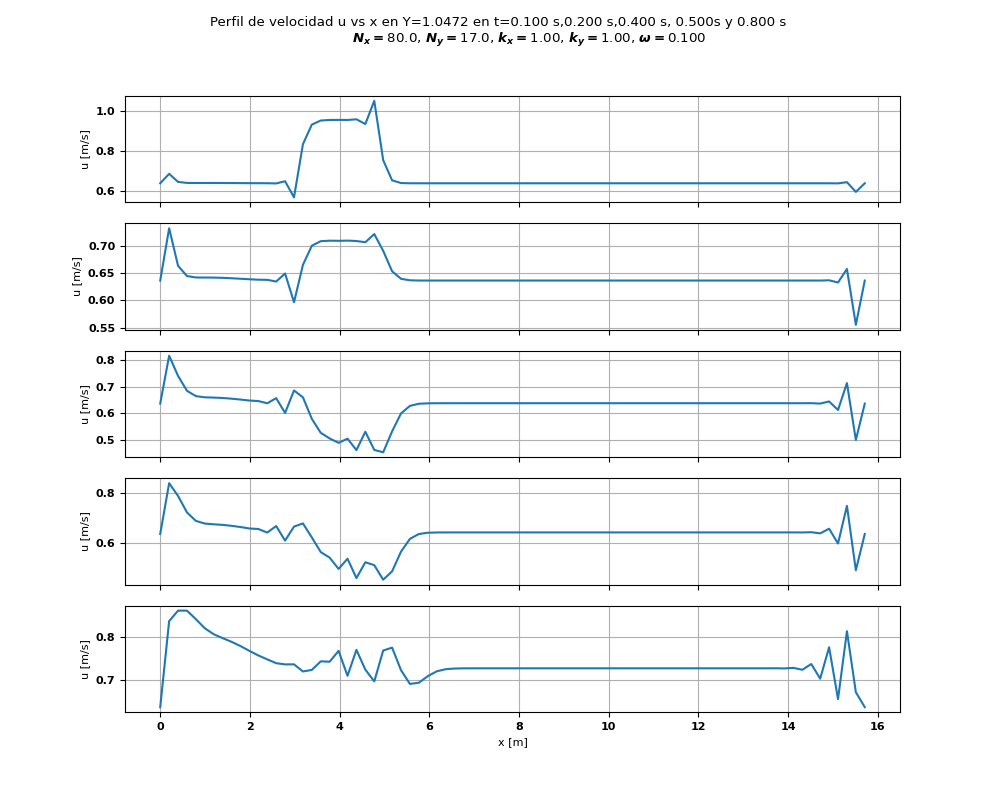 Perfil de velocidad u vs x en Y=1.0472 en t=0.100 s,0.200 s,0.400 s, 0.500s y 0.800 s
Nₓ = 80.0, N_y = 17.0, kₓ = 1.00, k_y = 1.00, ω = 0.100
1.0
0.8
0.6
u [m/s]
0.70
0.65
0.60
0.55
u [m/s]
0.8
0.7
0.6
0.5
u [m/s]
0.8
0.6
u [m/s]
0.8
0.7
u [m/s]
0 2 4 6 8 10 12 14 16
x [m]